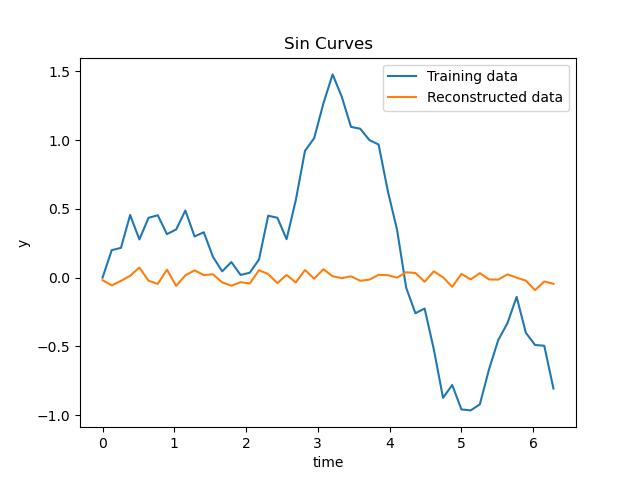 Sin Curves
Training data
Reconstructed data
1.5
1.0
0.5
0.0
−0.5
−1.0
y
0 1 2 3 4 5 6
time